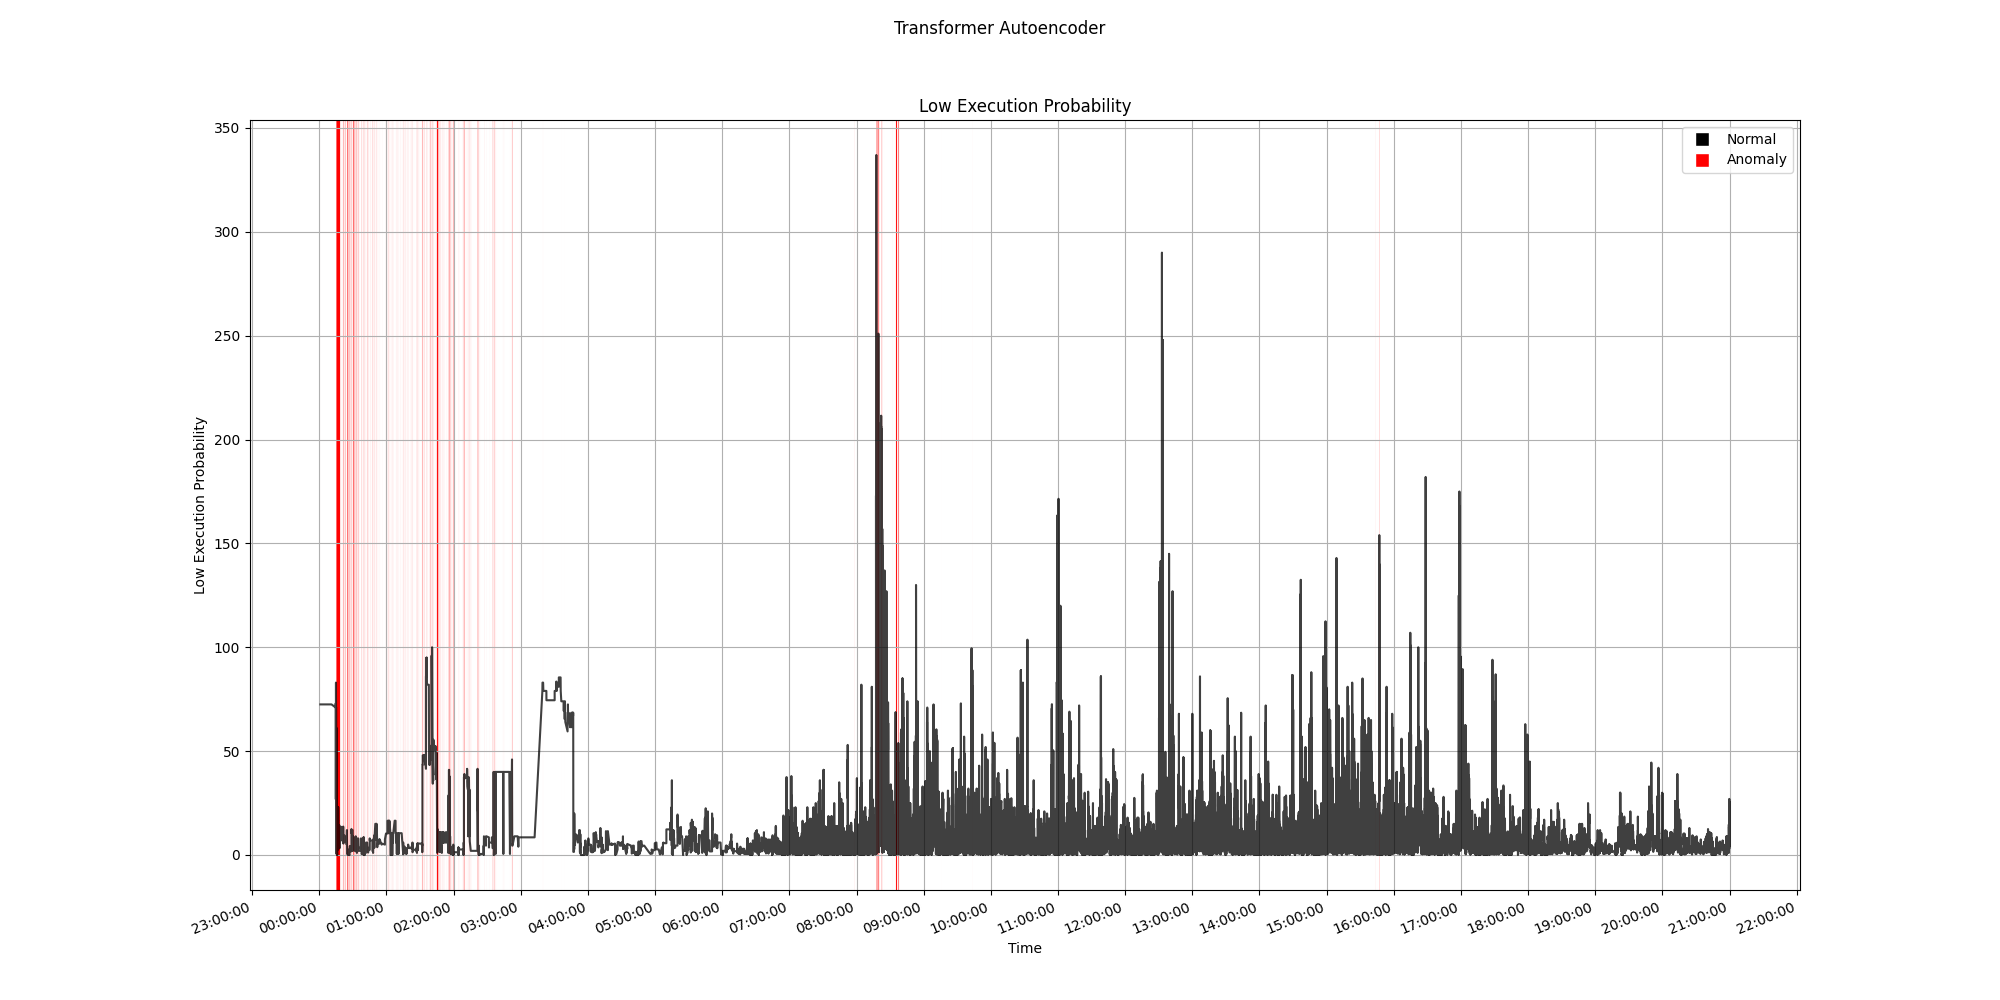 Transformer Autoencoder
Low Execution Probability
350
300
250
200
150
100
50
0
Low Execution Probability
Normal
Anomaly
23:00:00 00:00:00 01:00:00 02:00:00 03:00:00 04:00:00 05:00:00 06:00:00 07:00:00 08:00:00 09:00:00 10:00:00 11:00:00 12:00:00 13:00:00 14:00:00 15:00:00 16:00:00 17:00:00 18:00:00 19:00:00 20:00:00 21:00:00 22:00:00
Time